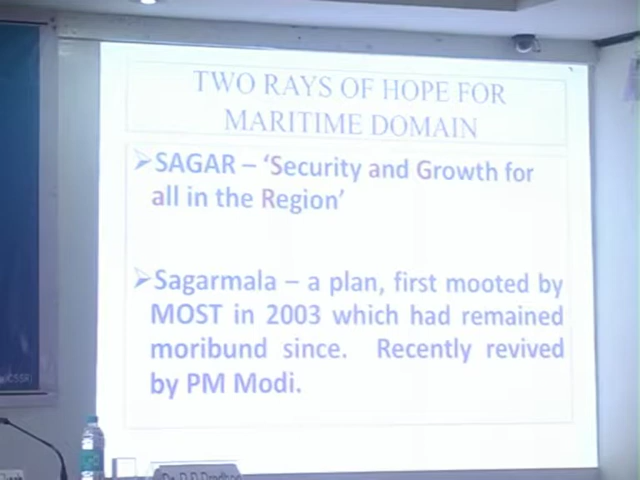 TWO RAYS OF HOPE FOR
MARITIME DOMAIN
➢SAGAR – ‘Security and Growth for
all in the Region’
➢Sagarmala – a plan, first mooted by
MOST in 2003 which had remained
moribund since. Recently revived
by PM Modi.